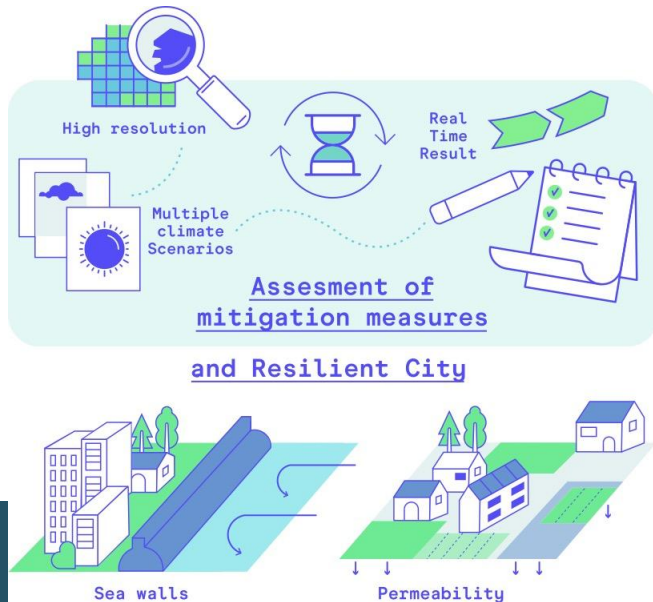 High resolution
Real
Time
Result
Multiple
climate
Scenarios
Assesment of
mitigation measures
and Resilient City
Sea walls
Permeability